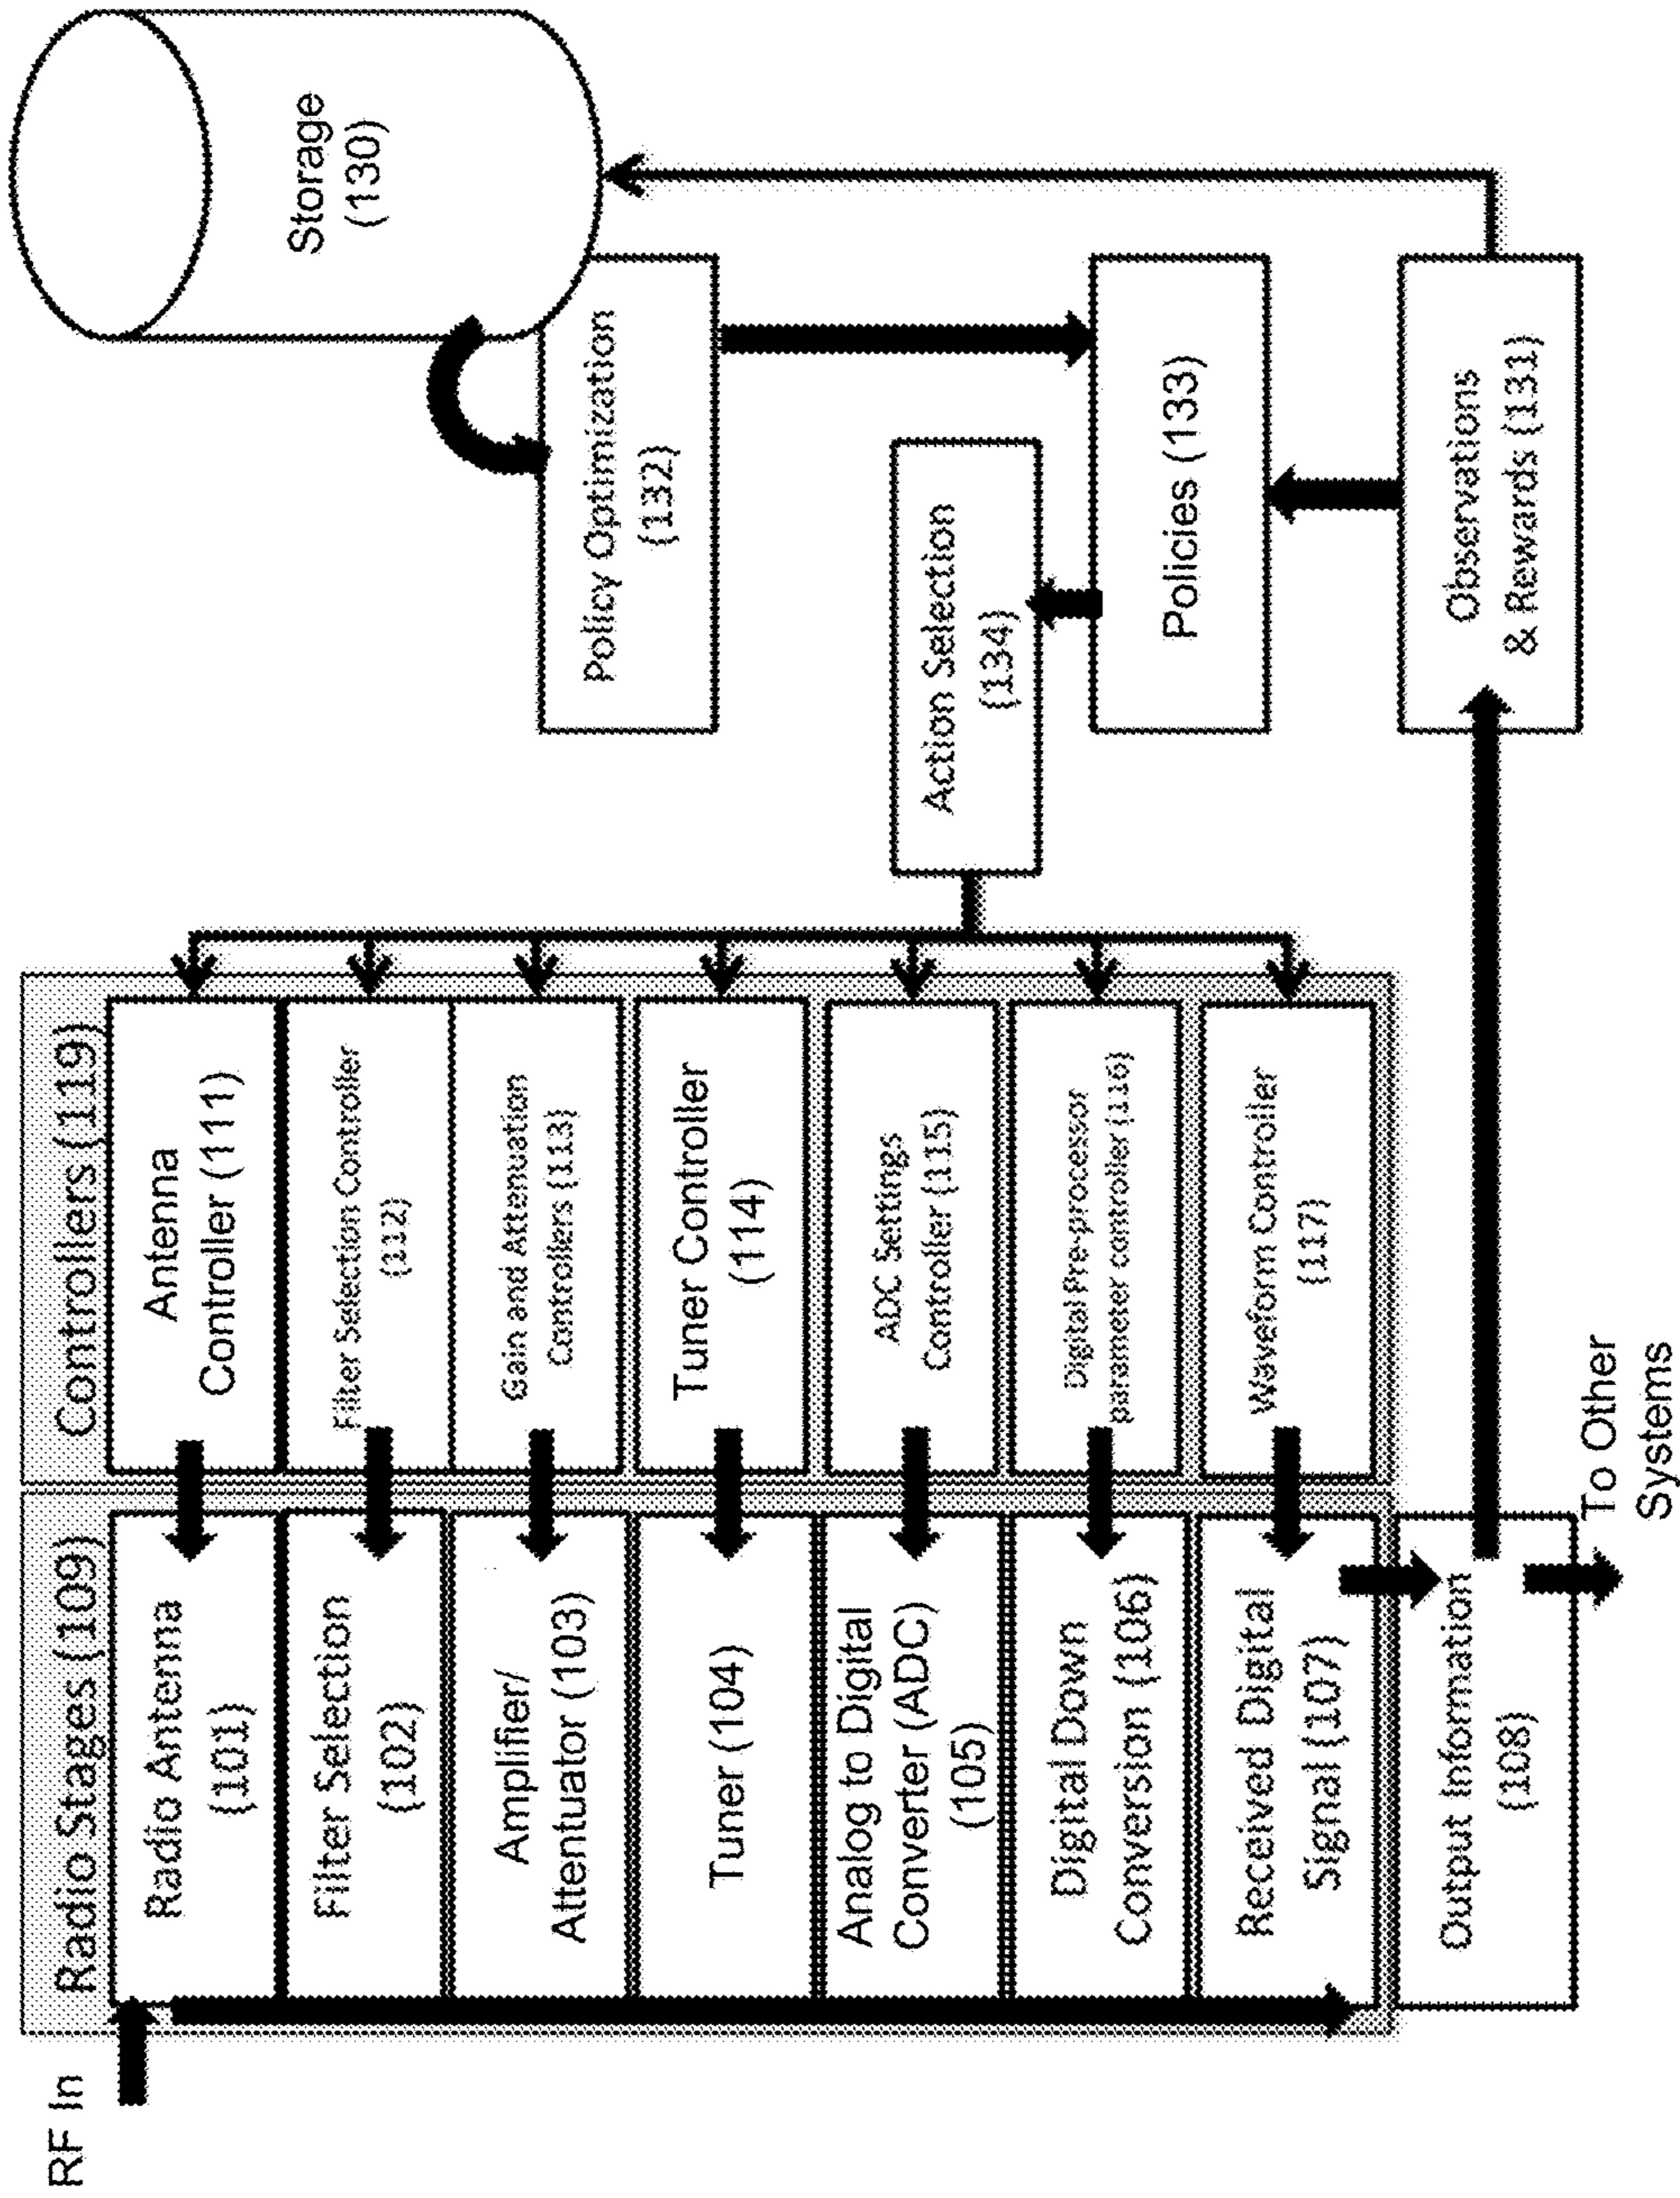 RF In
Radio Stages (109)
Radio Antenna
(101)
Filter Selection
(102)
Amplifier/
Attentuator (103)
Tuner (104)
Analog to Digital
Converter (ADC)
(105)
Digital Down
Conversion (106)
Received Digital
Signal (107)
Output Information
(108)
To Other
Systems
Controllers (119)
Antenna
Controller (111)
Filter Selection Controller
(112)
Gain and Attenuation
Controllers (113)
Tuner Controller
(114)
ADC Settings
Controller (115)
Digital Pre-processor
parameter controller (116)
Waveform Controller
(117)
Action Selection
(134)
Policy Optimization
(132)
Policies (133)
Observations
& Rewards (131)
Storage
(130)